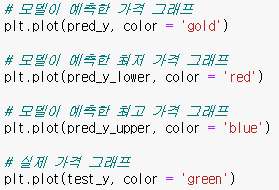 # 모델이 예측한 가격 그래프
plt.plot(pred_y, color = 'gold')
# 모델이 예측한 최저 가격 그래프
plt.plot(pred_y_lower, color = 'red')
# 모델이 예측한 최고 가격 그래프
plt.plot(pred_y_upper, color = 'blue')
# 실제 가격 그래프
plt.plot(test_y, color = 'green')